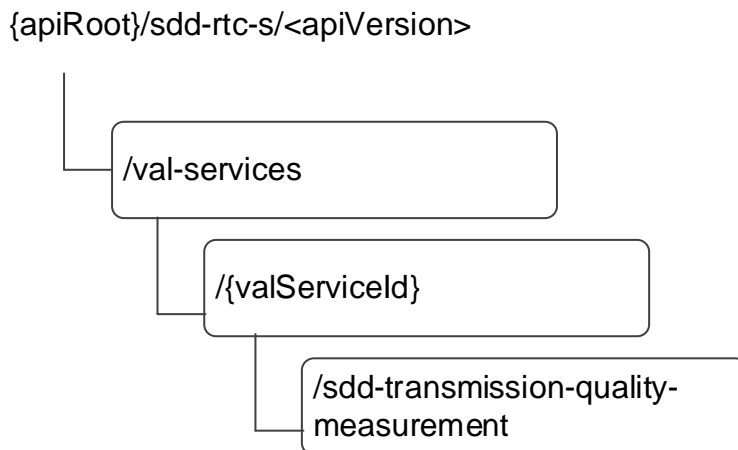 {apiRoot}/sdd-rtc-s/<apiVersion>
/val-services
/{valServiceId}
/sdd-transmission-quality-
measurement